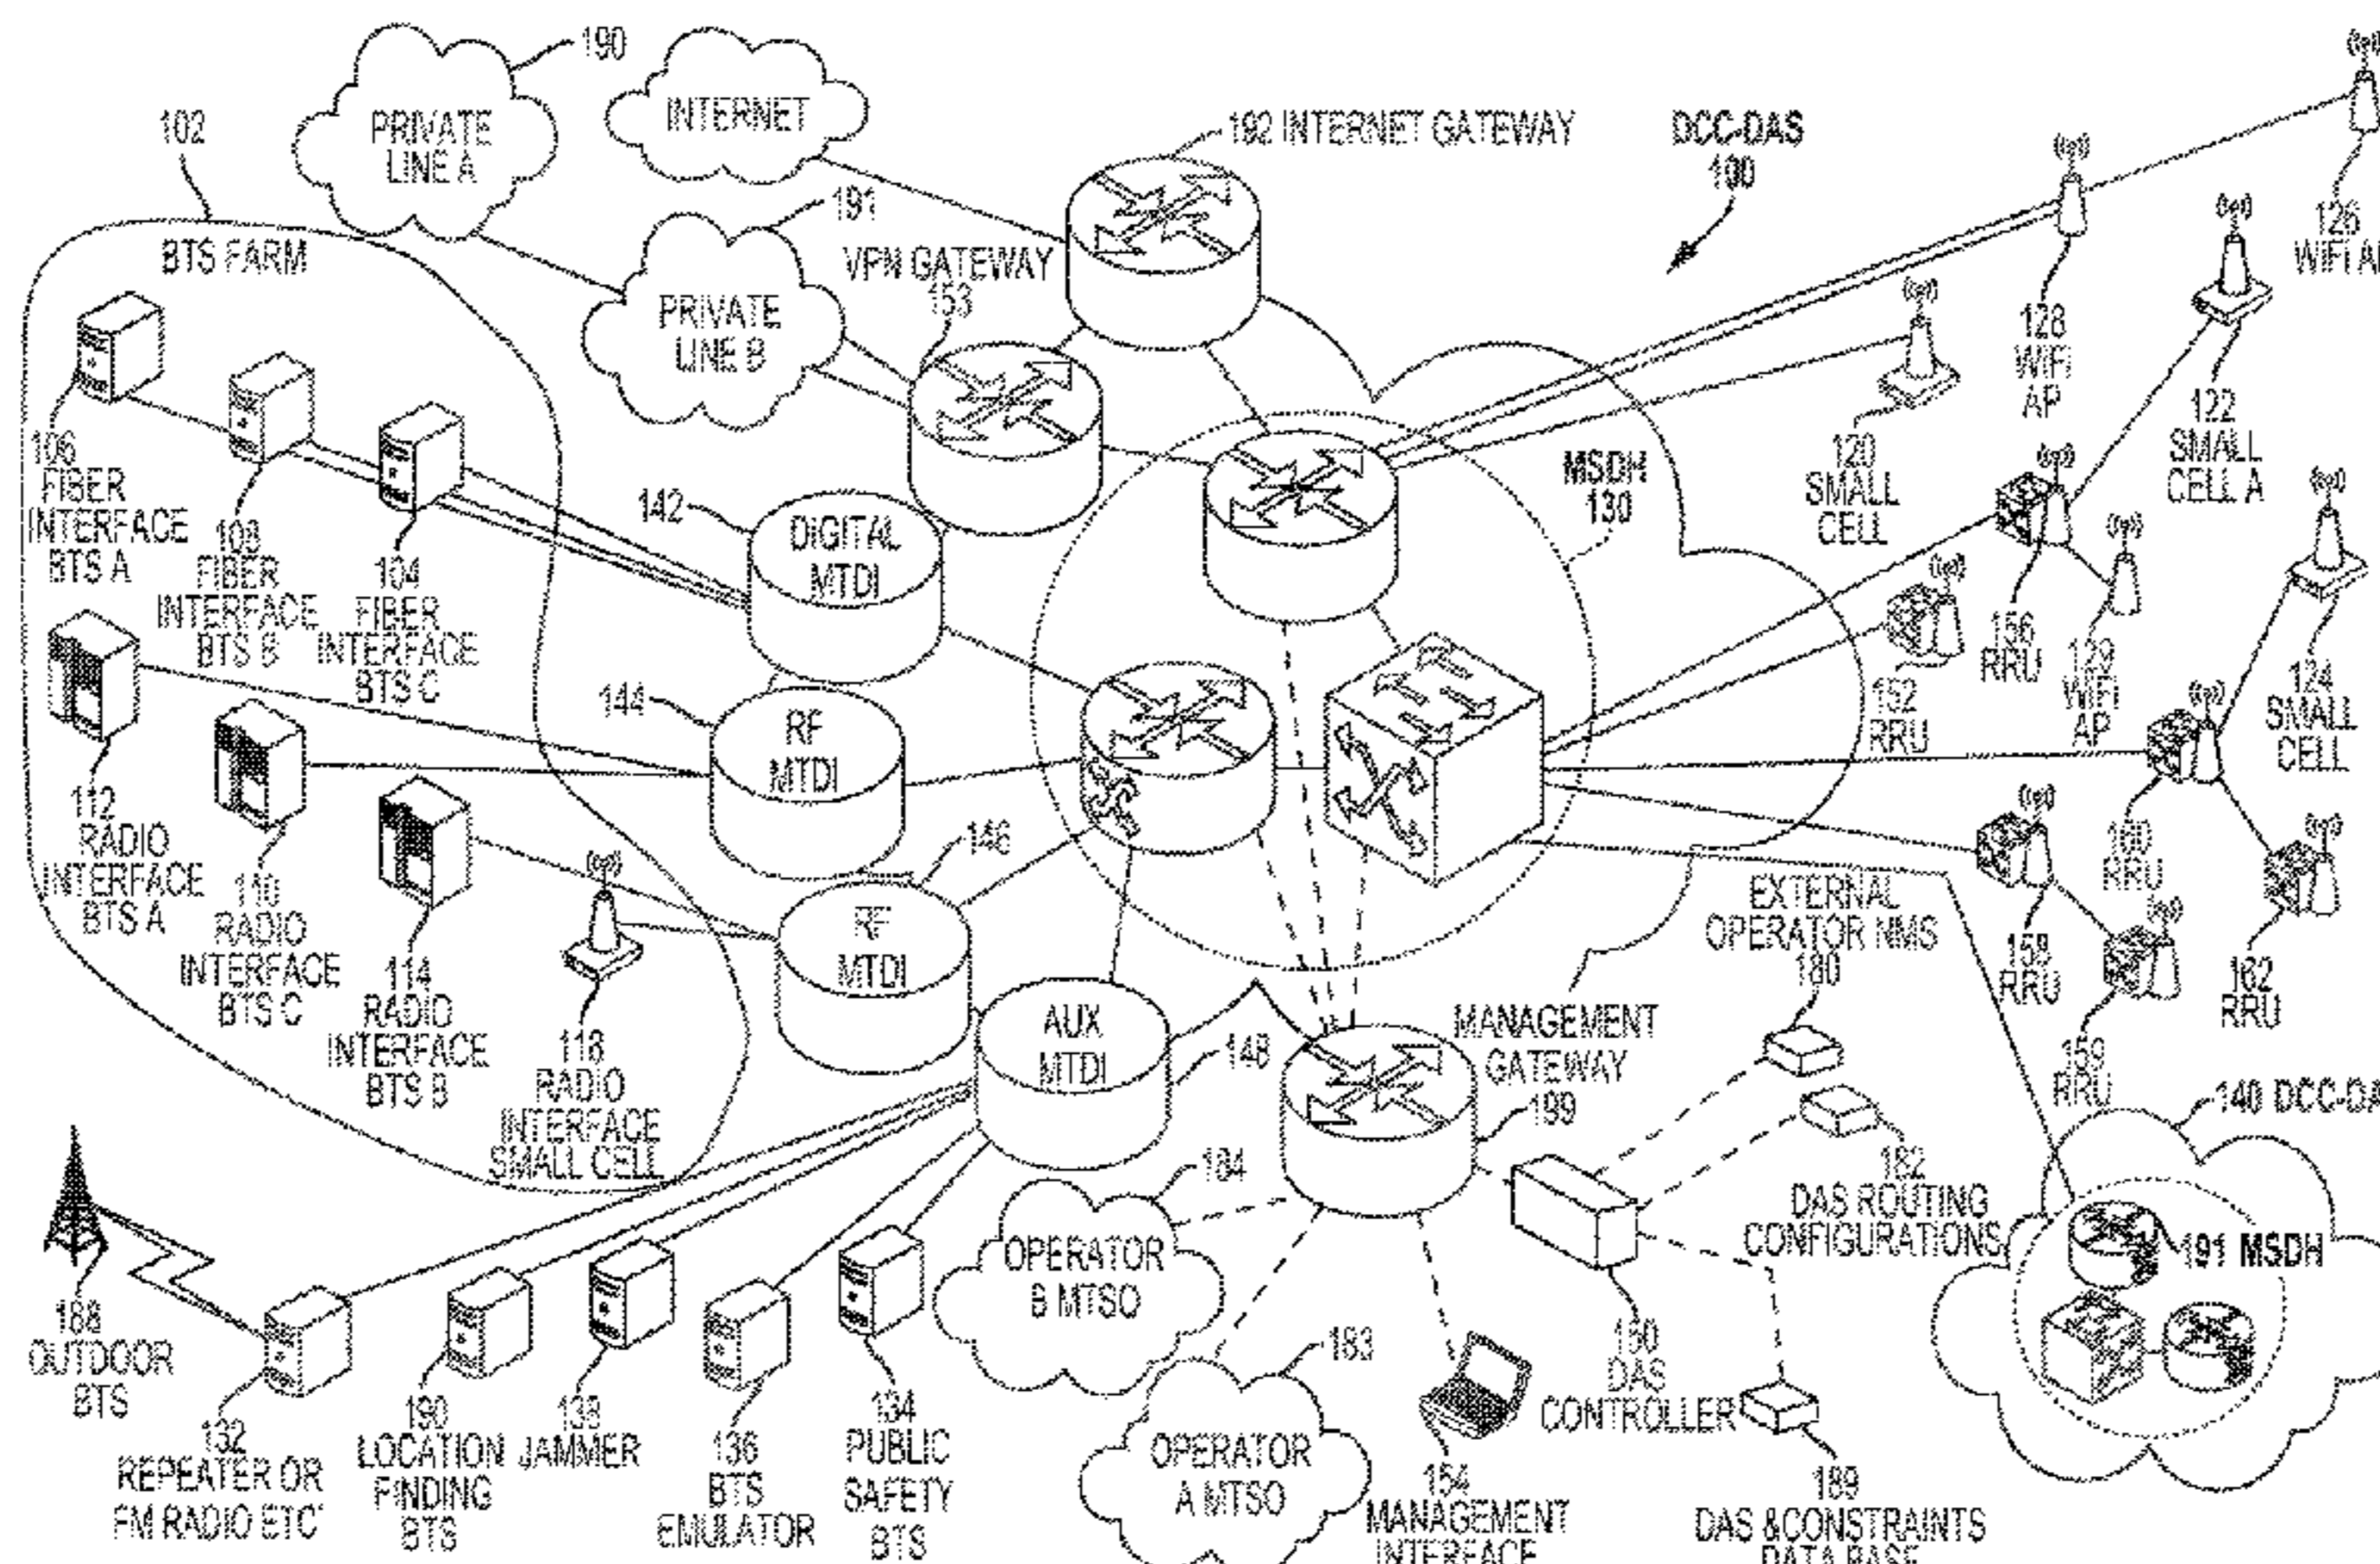 190
PRIVATE
LINE A
INTERNET
192 INTERNET GATEWAY
DCC-DAS
100
102
BTS FARM
191
PRIVATE
LINE B
VPN GATEWAY
153
126
128
WIFI
AP
120
SMALL
CELL
122
SMALL
CELL A
106
FIBER
INTERFACE
BTS A
108
FIBER
INTERFACE
BTS B
104
FIBER
INTERFACE
BTS C
142
DIGITAL
MTDI
MSDH
130
156
RRU
129
WIFI
AP
124
SMALL
CELL
152
RRU
144
RF
MTDI
112
RADIO
INTERFACE
BTS A
110
RADIO
INTERFACE
BTS C
114
RADIO
INTERFACE
BTS B
146
RF
MTDI
118
RADIO
INTERFACE
SMALL CELL
AUX
MTDI
148
160
RRU
158
RRU
162
RRU
159
RRU
EXTERNAL
OPERATOR NMS
180
MANAGEMENT
GATEWAY
199
140 DCC-DA
182
DAS ROUTING
CONFIGURATIONS
191 MSDH
184
OPERATOR
B MTSO
183
OPERATOR
A MTSO
188
OUTDOOR
BTS
132
REPEATER OR
FM RADIO ETC'
190
LOCATION
FINDING
BTS
138
JAMMER
136
BTS
EMULATOR
134
PUBLIC
SAFETY
BTS
154
MANAGEMENT
INTERFACE
150
DAS
CONTROLLER
189
DAS &CONSTRAINTS
DATA BASE